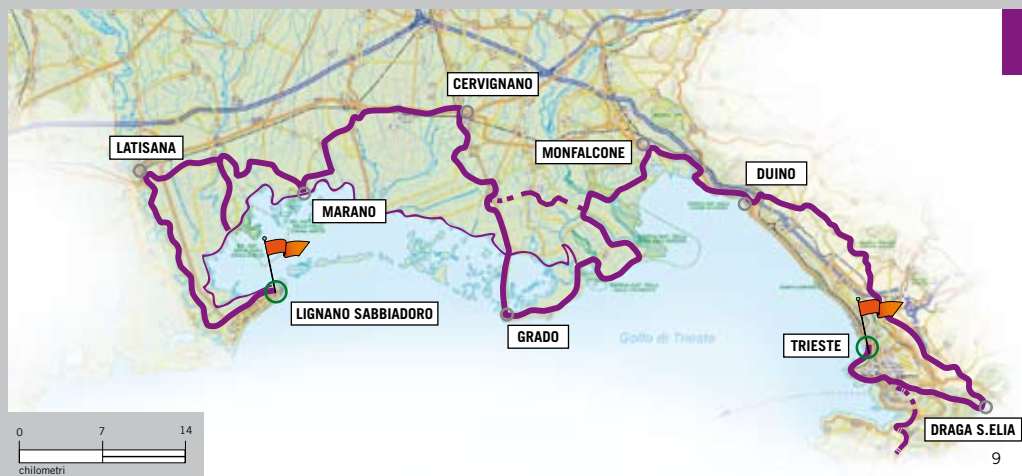 CERVIGNANO
LATISANA
MONFALCONE
DUINO
MARANO
LIGNANO SABBIADORO
GRADO
Golfo di Trieste
TRIESTE
DRAGA S.ELIA
0 7 14
chilometri
9